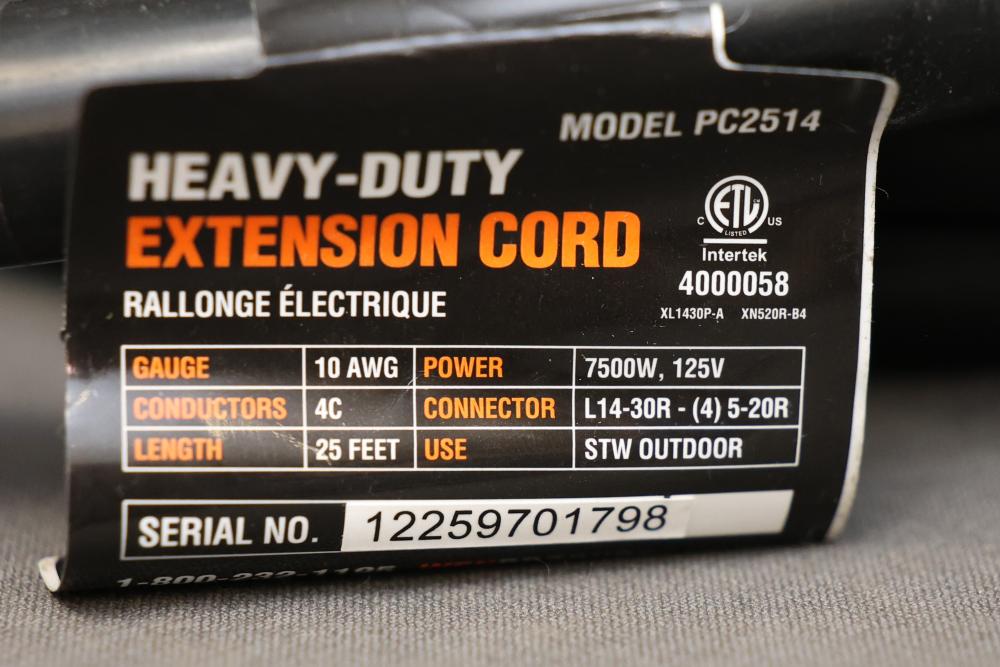 MODEL PC2514
HEAVY-DUTY
EXTENSION CORD
RALLONGE ÉLECTRIQUE
C ETL CM US
LISTED
Intertek
4000058
XL1430P-A XN520R-B4
GAUGE 10 AWG POWER 7500W, 125V
CONDUCTORS 4C CONNECTOR L14-30R - (4) 5-20R
LENGTH 25 FEET USE STW OUTDOOR
SERIAL NO. 12259701798